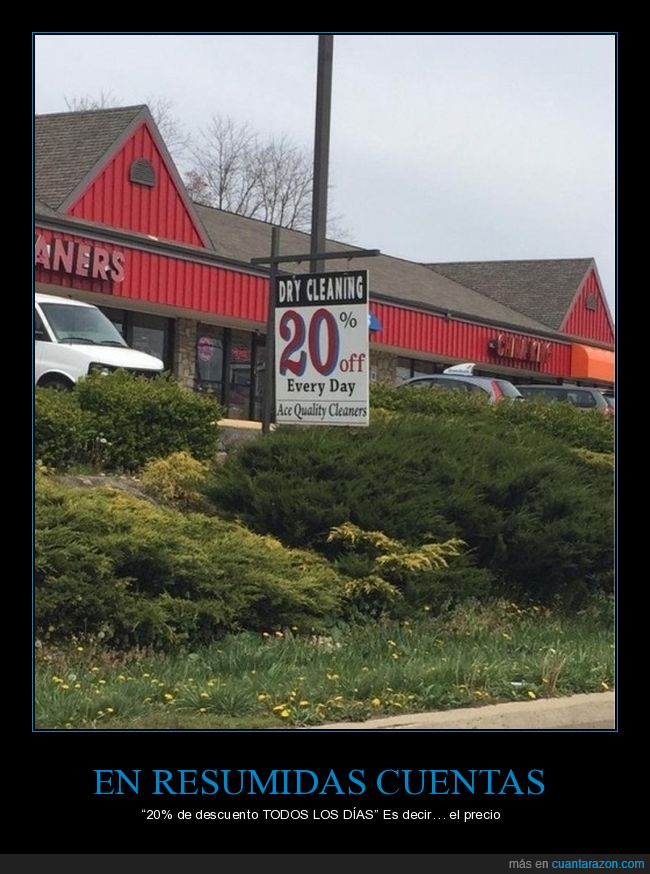 ANERS
DRY CLEANING
20% off
Every Day
Ace Quality Cleaners
EN RESUMIDAS CUENTAS
“20% de descuento TODOS LOS DÍAS” Es decir… el precio
más en cuantarazon.com